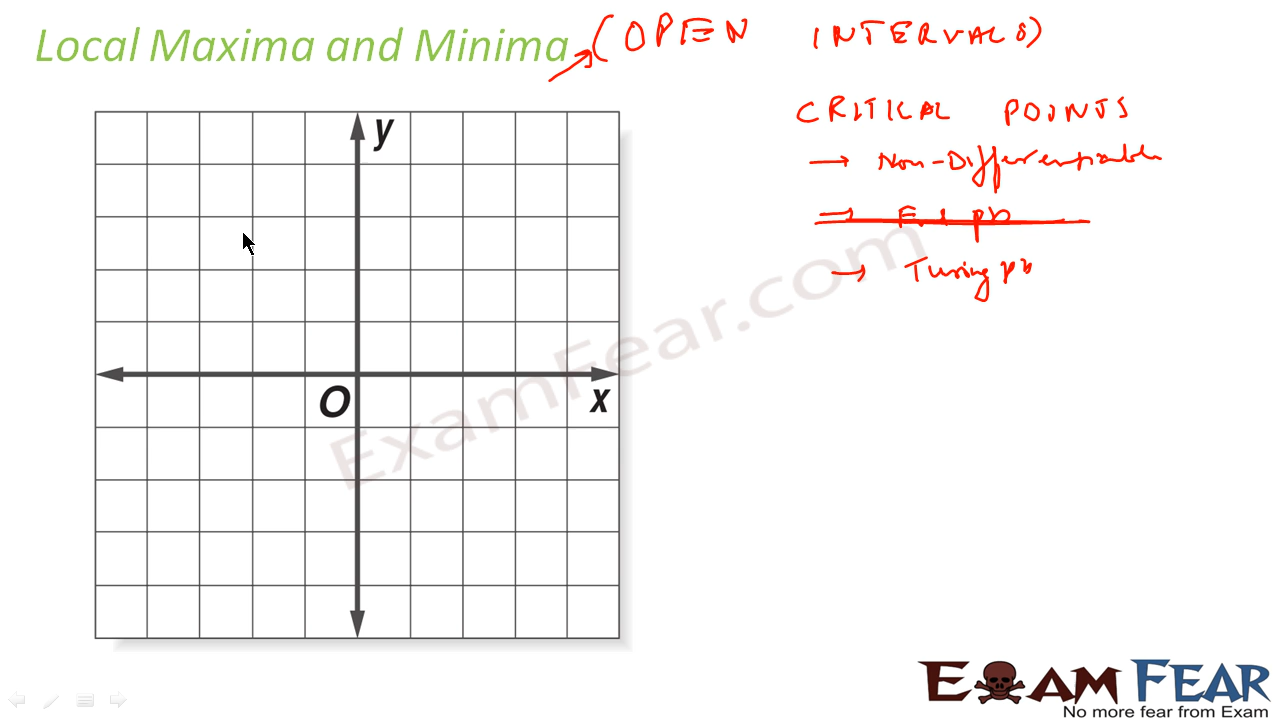 Local Maxima and Minima (OPEN INTERVALS)
CRITICAL POINTS
→ Non-Differentiable
→ Turing pts
y
O
x
ExamFear.com
EXAM FEAR
No more fear from Exam